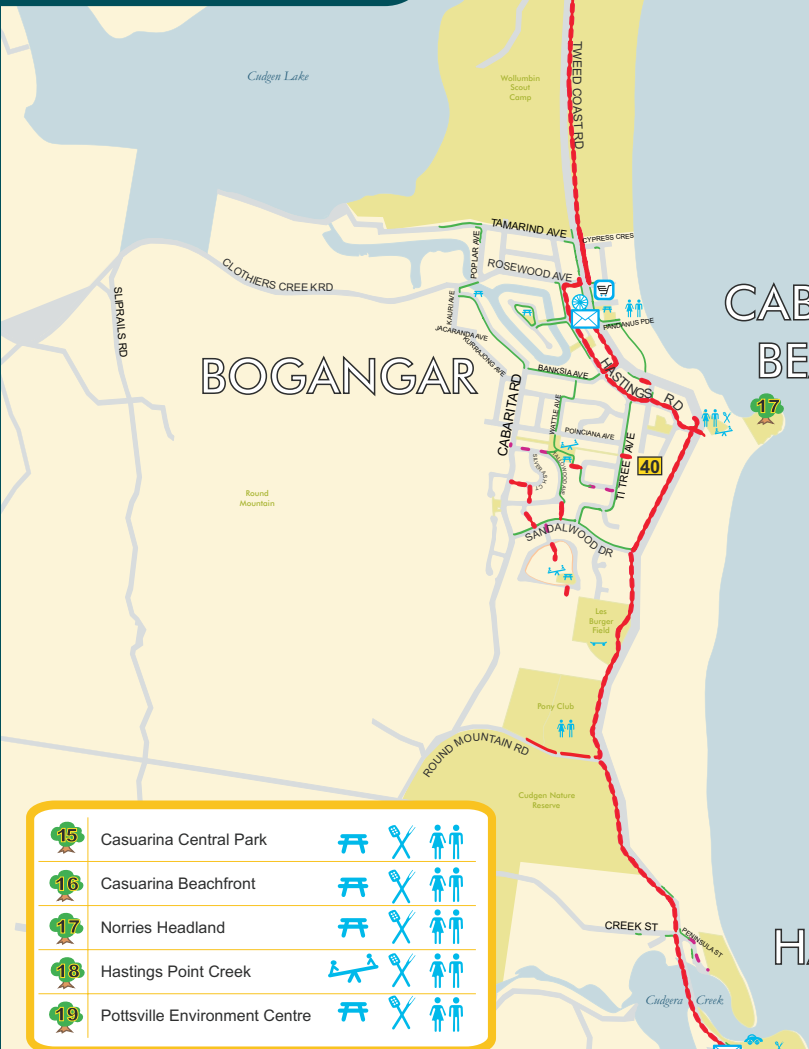 Cudgen Lake
Wollumbin
Scout
Camp
TWEED COAST RD
TAMARIND AVE
CYPRESS CRES
POPLAR AVE
ROSEWOOD AVE
CLOTHIERS CREEK RD
SLIPRAILS RD
KAURI AVE
JACARANDA AVE
KURRAJONG AVE
PANDANUS PDE
CAB
BE
BOGANGAR
BANKSIA AVE
HASTINGS RD
17
CABARITA RD
WATTLE AVE
POINCIANA AVE
TI TREE AVE
40
SANDALWOOD DR
Round
Mountain
Les
Burger
Field
Pony Club
ROUND MOUNTAIN RD
Cudgen Nature
Reserve
15 Casuarina Central Park
16 Casuarina Beachfront
17 Norries Headland
18 Hastings Point Creek
19 Pottsville Environment Centre
CREEK ST
PENINSULA ST
HA
Cudgera Creek